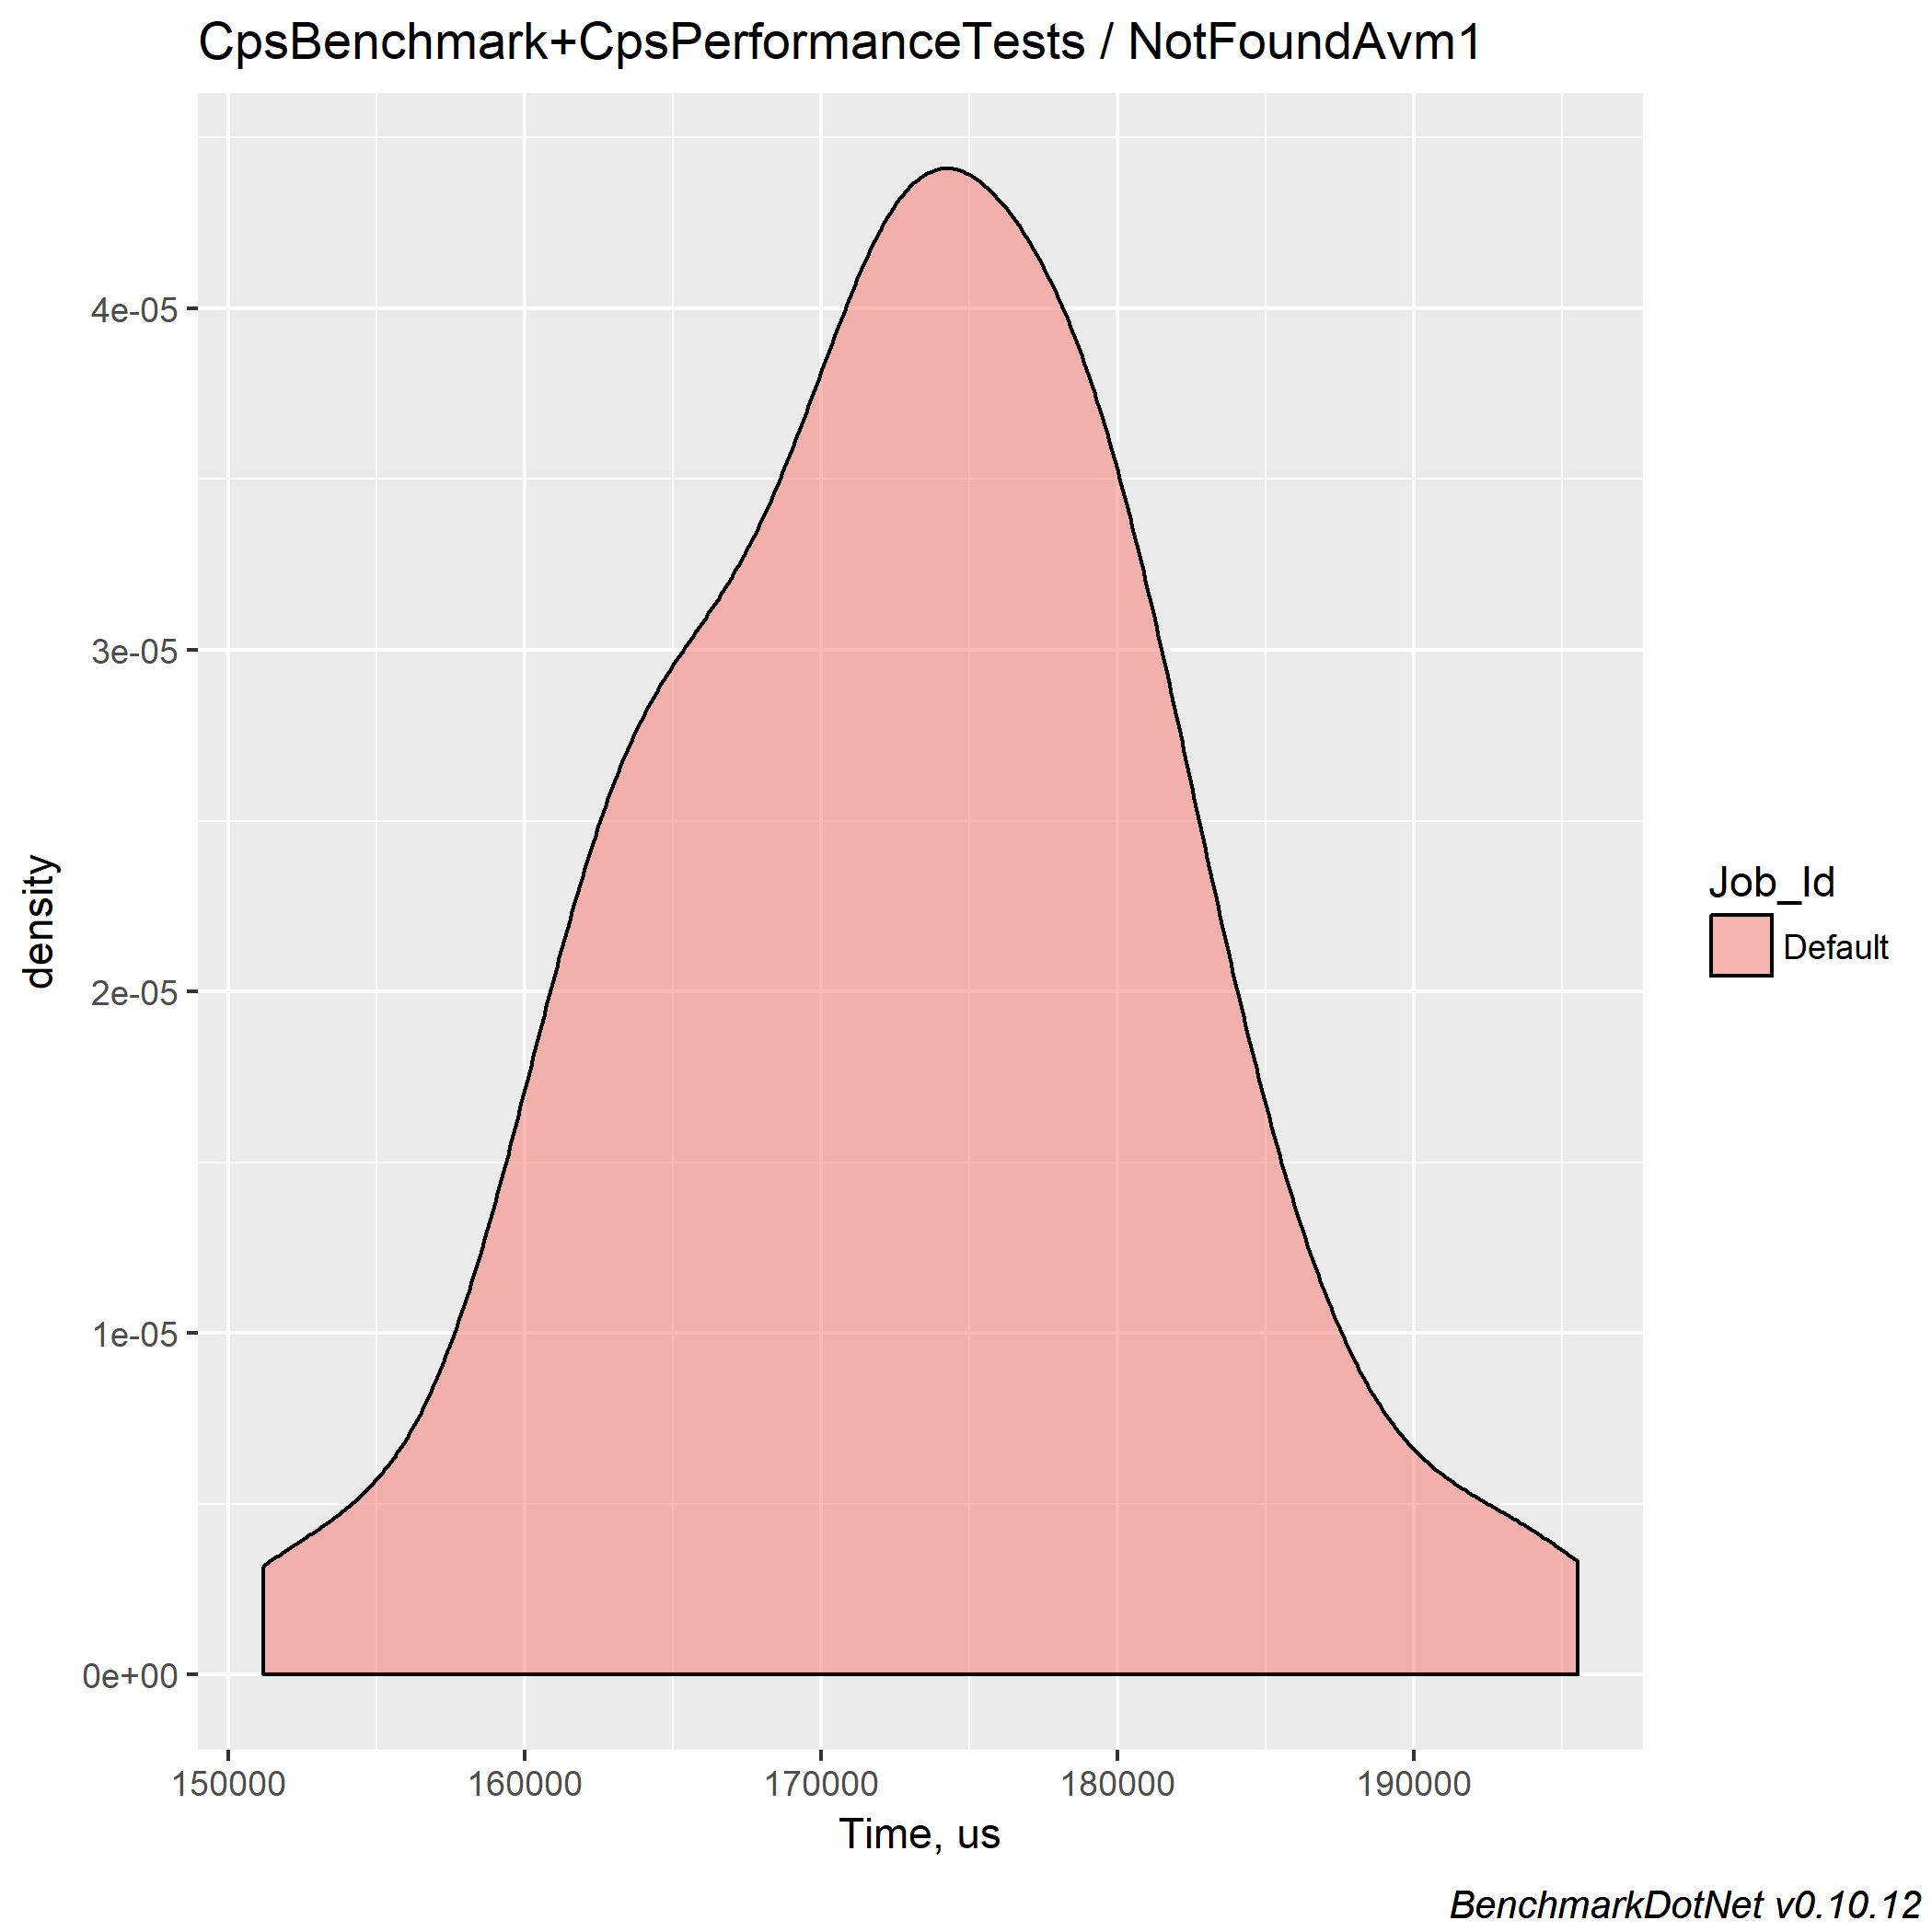 CpsBenchmark+CpsPerformanceTests / NotFoundAvm1
density
4e-05
3e-05
2e-05
1e-05
0e+00
150000 160000 170000 180000 190000
Time, us
Job_Id
Default
BenchmarkDotNet v0.10.12